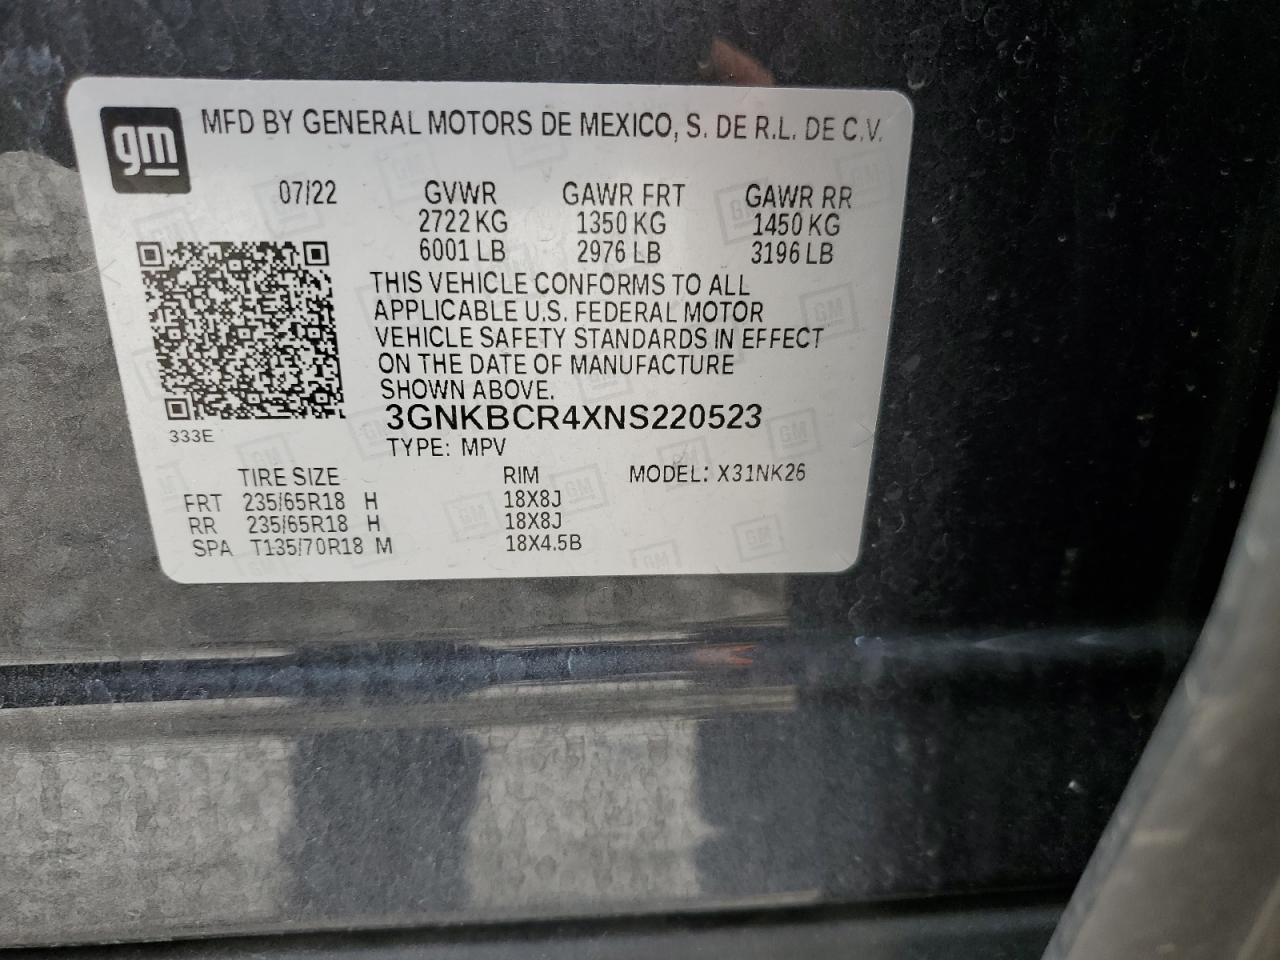 gm MFD BY GENERAL MOTORS DE MEXICO, S. DE R.L. DE C.V.
07/22 GVWR GAWR FRT GAWR RR
2722 KG 1350 KG 1450 KG
6001 LB 2976 LB 3196 LB
THIS VEHICLE CONFORMS TO ALL
APPLICABLE U.S. FEDERAL MOTOR
VEHICLE SAFETY STANDARDS IN EFFECT
ON THE DATE OF MANUFACTURE
SHOWN ABOVE.
3GNKBCR4XNS220523
333E
TYPE: MPV
TIRE SIZE RIM MODEL: X31NK26
FRT 235/65R18 H 18X8J
RR 235/65R18 H 18X8J
SPA T135/70R18 M 18X4.5B